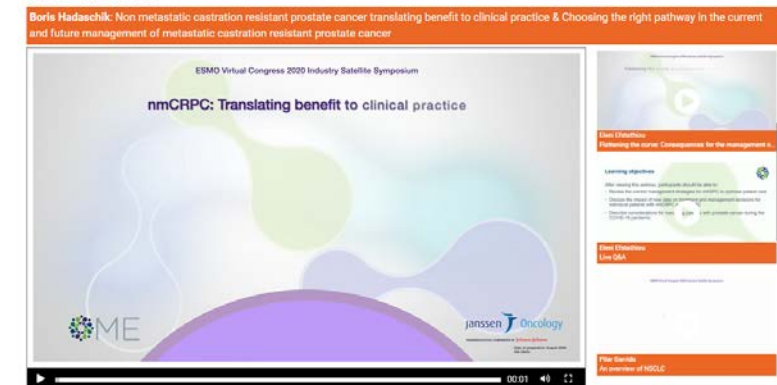 Boris Hadaschik: Non metastatic castration resistant prostate cancer translating benefit to clinical practice & Choosing the right pathway in the current
and future management of metastatic castration resistant prostate cancer
ESMO Virtual Congress 2020 Industry Satellite Symposium
nmCRPC: Translating benefit to clinical practice
ME
janssen Oncology
00:01
Eleni Efstathiou
Flattening the curve: Consequences for the management o...
Learning objectives
Eleni Efstathiou
Live Q&A
Pilar Garrido
An overview of NSCLC